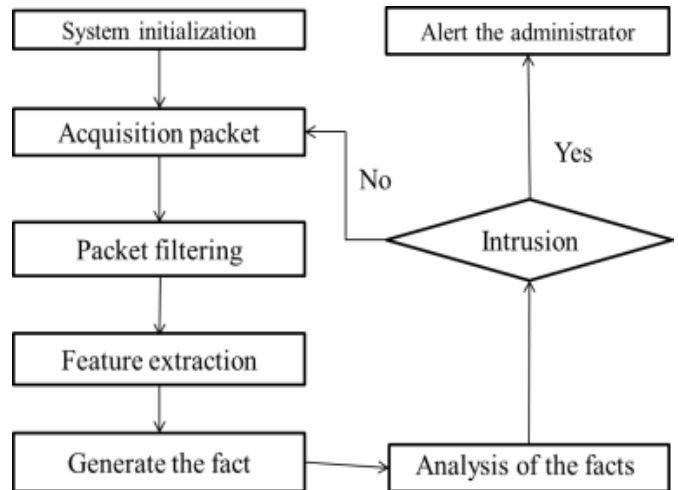 System initialization
Alert the administrator
Acquisition packet
Yes
No
Packet filtering
Intrusion
Feature extraction
Generate the fact
Analysis of the facts